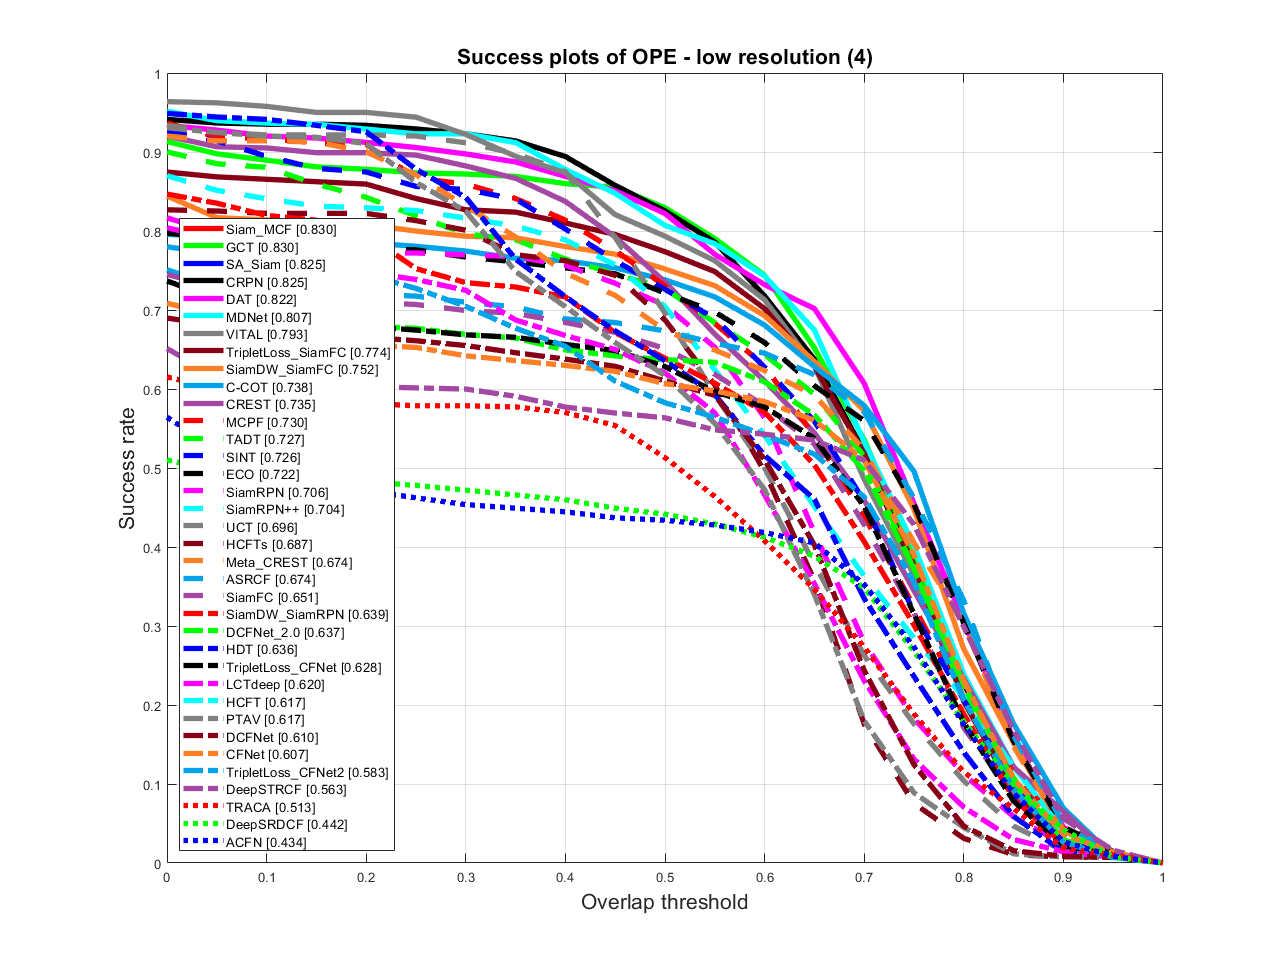 Success plots of OPE - low resolution (4)
Success rate
1
0.9
0.8
0.7
0.6
0.5
0.4
0.3
0.2
0.1
0
Siam_MCF [0.830]
GCT [0.830]
SA_Siam [0.825]
CRPN [0.825]
DAT [0.822]
MDNet [0.807]
VITAL [0.793]
TripletLoss_SiamFC [0.774]
SiamDW_SiamFC [0.752]
C-COT [0.738]
CREST [0.735]
MCPF [0.730]
TADT [0.727]
SINT [0.726]
ECO [0.722]
SiamRPN [0.706]
SiamRPN++ [0.704]
UCT [0.696]
HCFTs [0.687]
Meta_CREST [0.674]
ASRCF [0.674]
SiamFC [0.651]
SiamDW_SiamRPN [0.639]
DCFNet_2.0 [0.637]
HDT [0.636]
TripletLoss_CFNet [0.628]
LCTdeep [0.620]
HCFT [0.617]
PTAV [0.617]
DCFNet [0.610]
CFNet [0.607]
TripletLoss_CFNet2 [0.583]
DeepSTRCF [0.563]
TRACA [0.513]
DeepSRDCF [0.442]
ACFN [0.434]
0 0.1 0.2 0.3 0.4 0.5 0.6 0.7 0.8 0.9 1
Overlap threshold